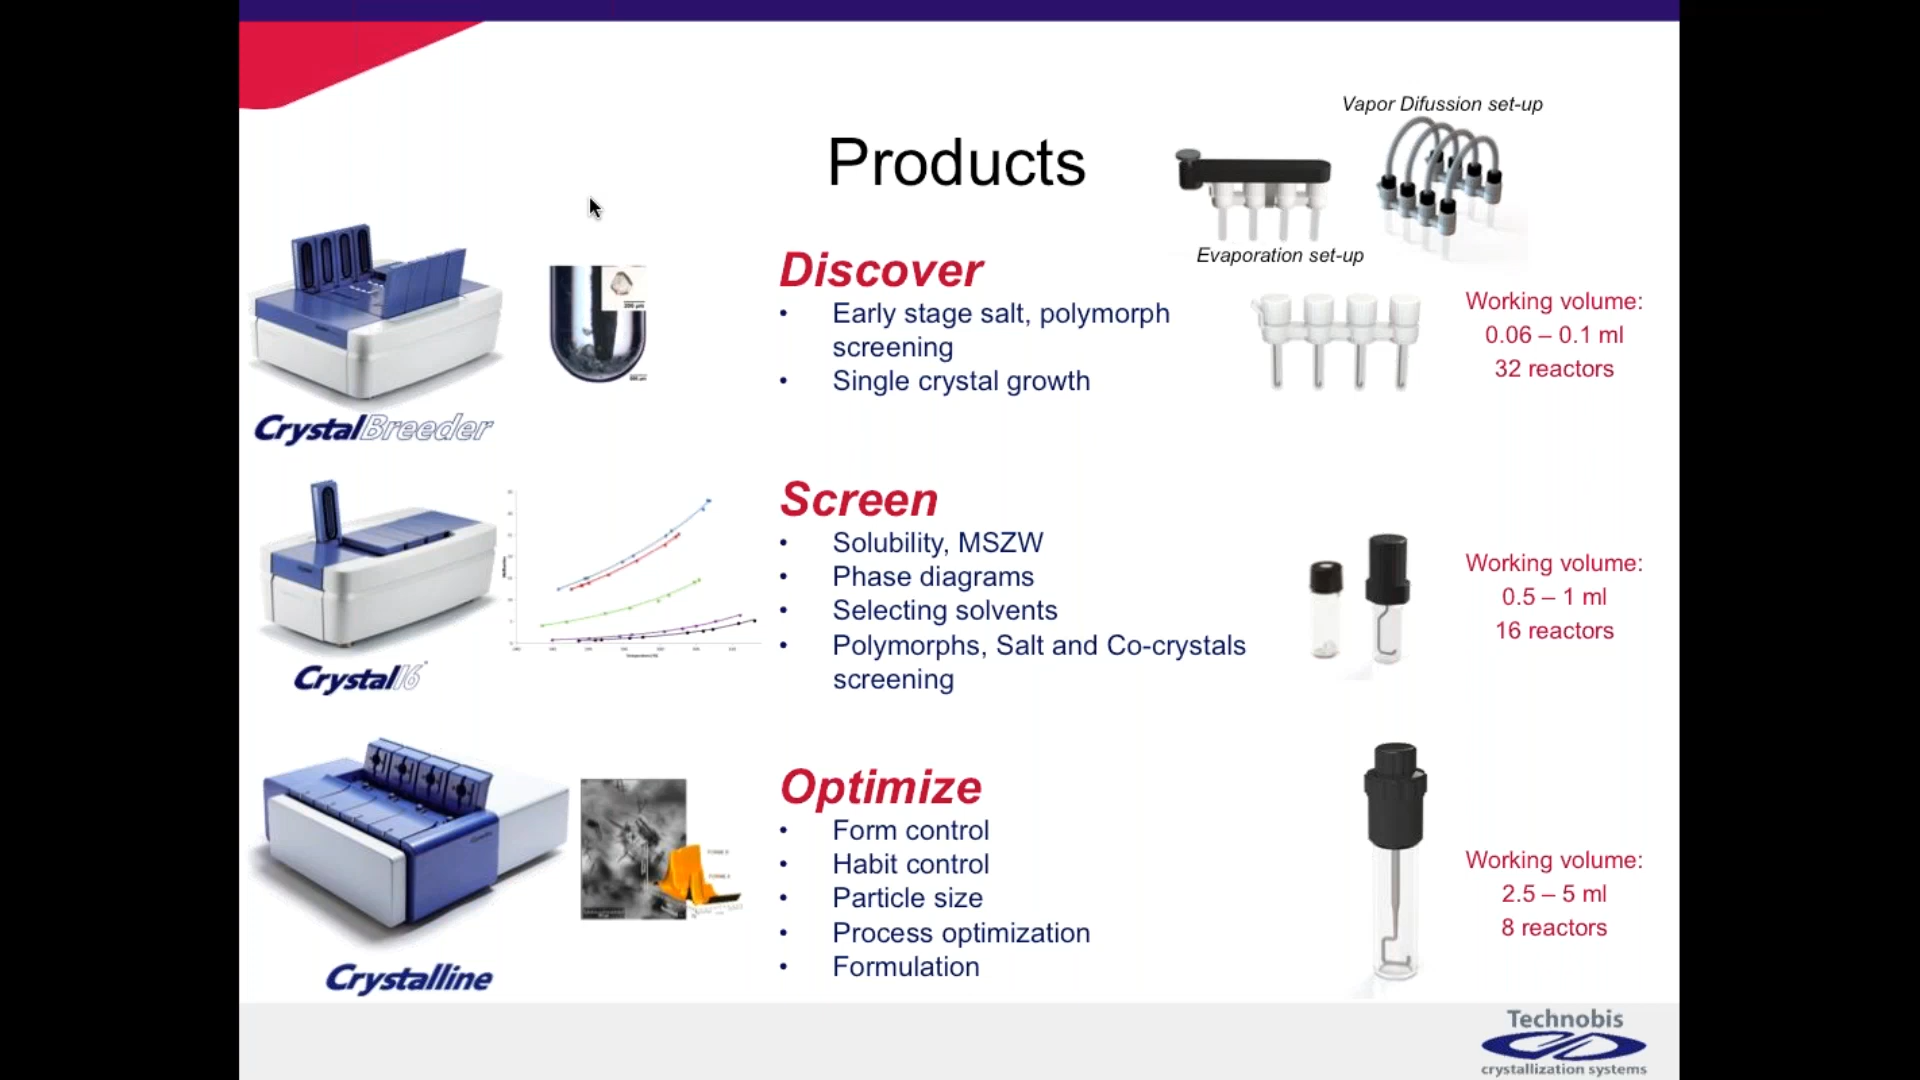 Vapor Difussion set-up
Products
Evaporation set-up
Discover
• Early stage salt, polymorph
screening
• Single crystal growth
Working volume:
0.06 – 0.1 ml
32 reactors
CrystalBreeder
Screen
• Solubility, MSZW
• Phase diagrams
• Selecting solvents
• Polymorphs, Salt and Co-crystals
screening
Working volume:
0.5 – 1 ml
16 reactors
Crystal16
Optimize
• Form control
• Habit control
• Particle size
• Process optimization
• Formulation
Working volume:
2.5 – 5 ml
8 reactors
Crystalline
Technobis
crystallization systems